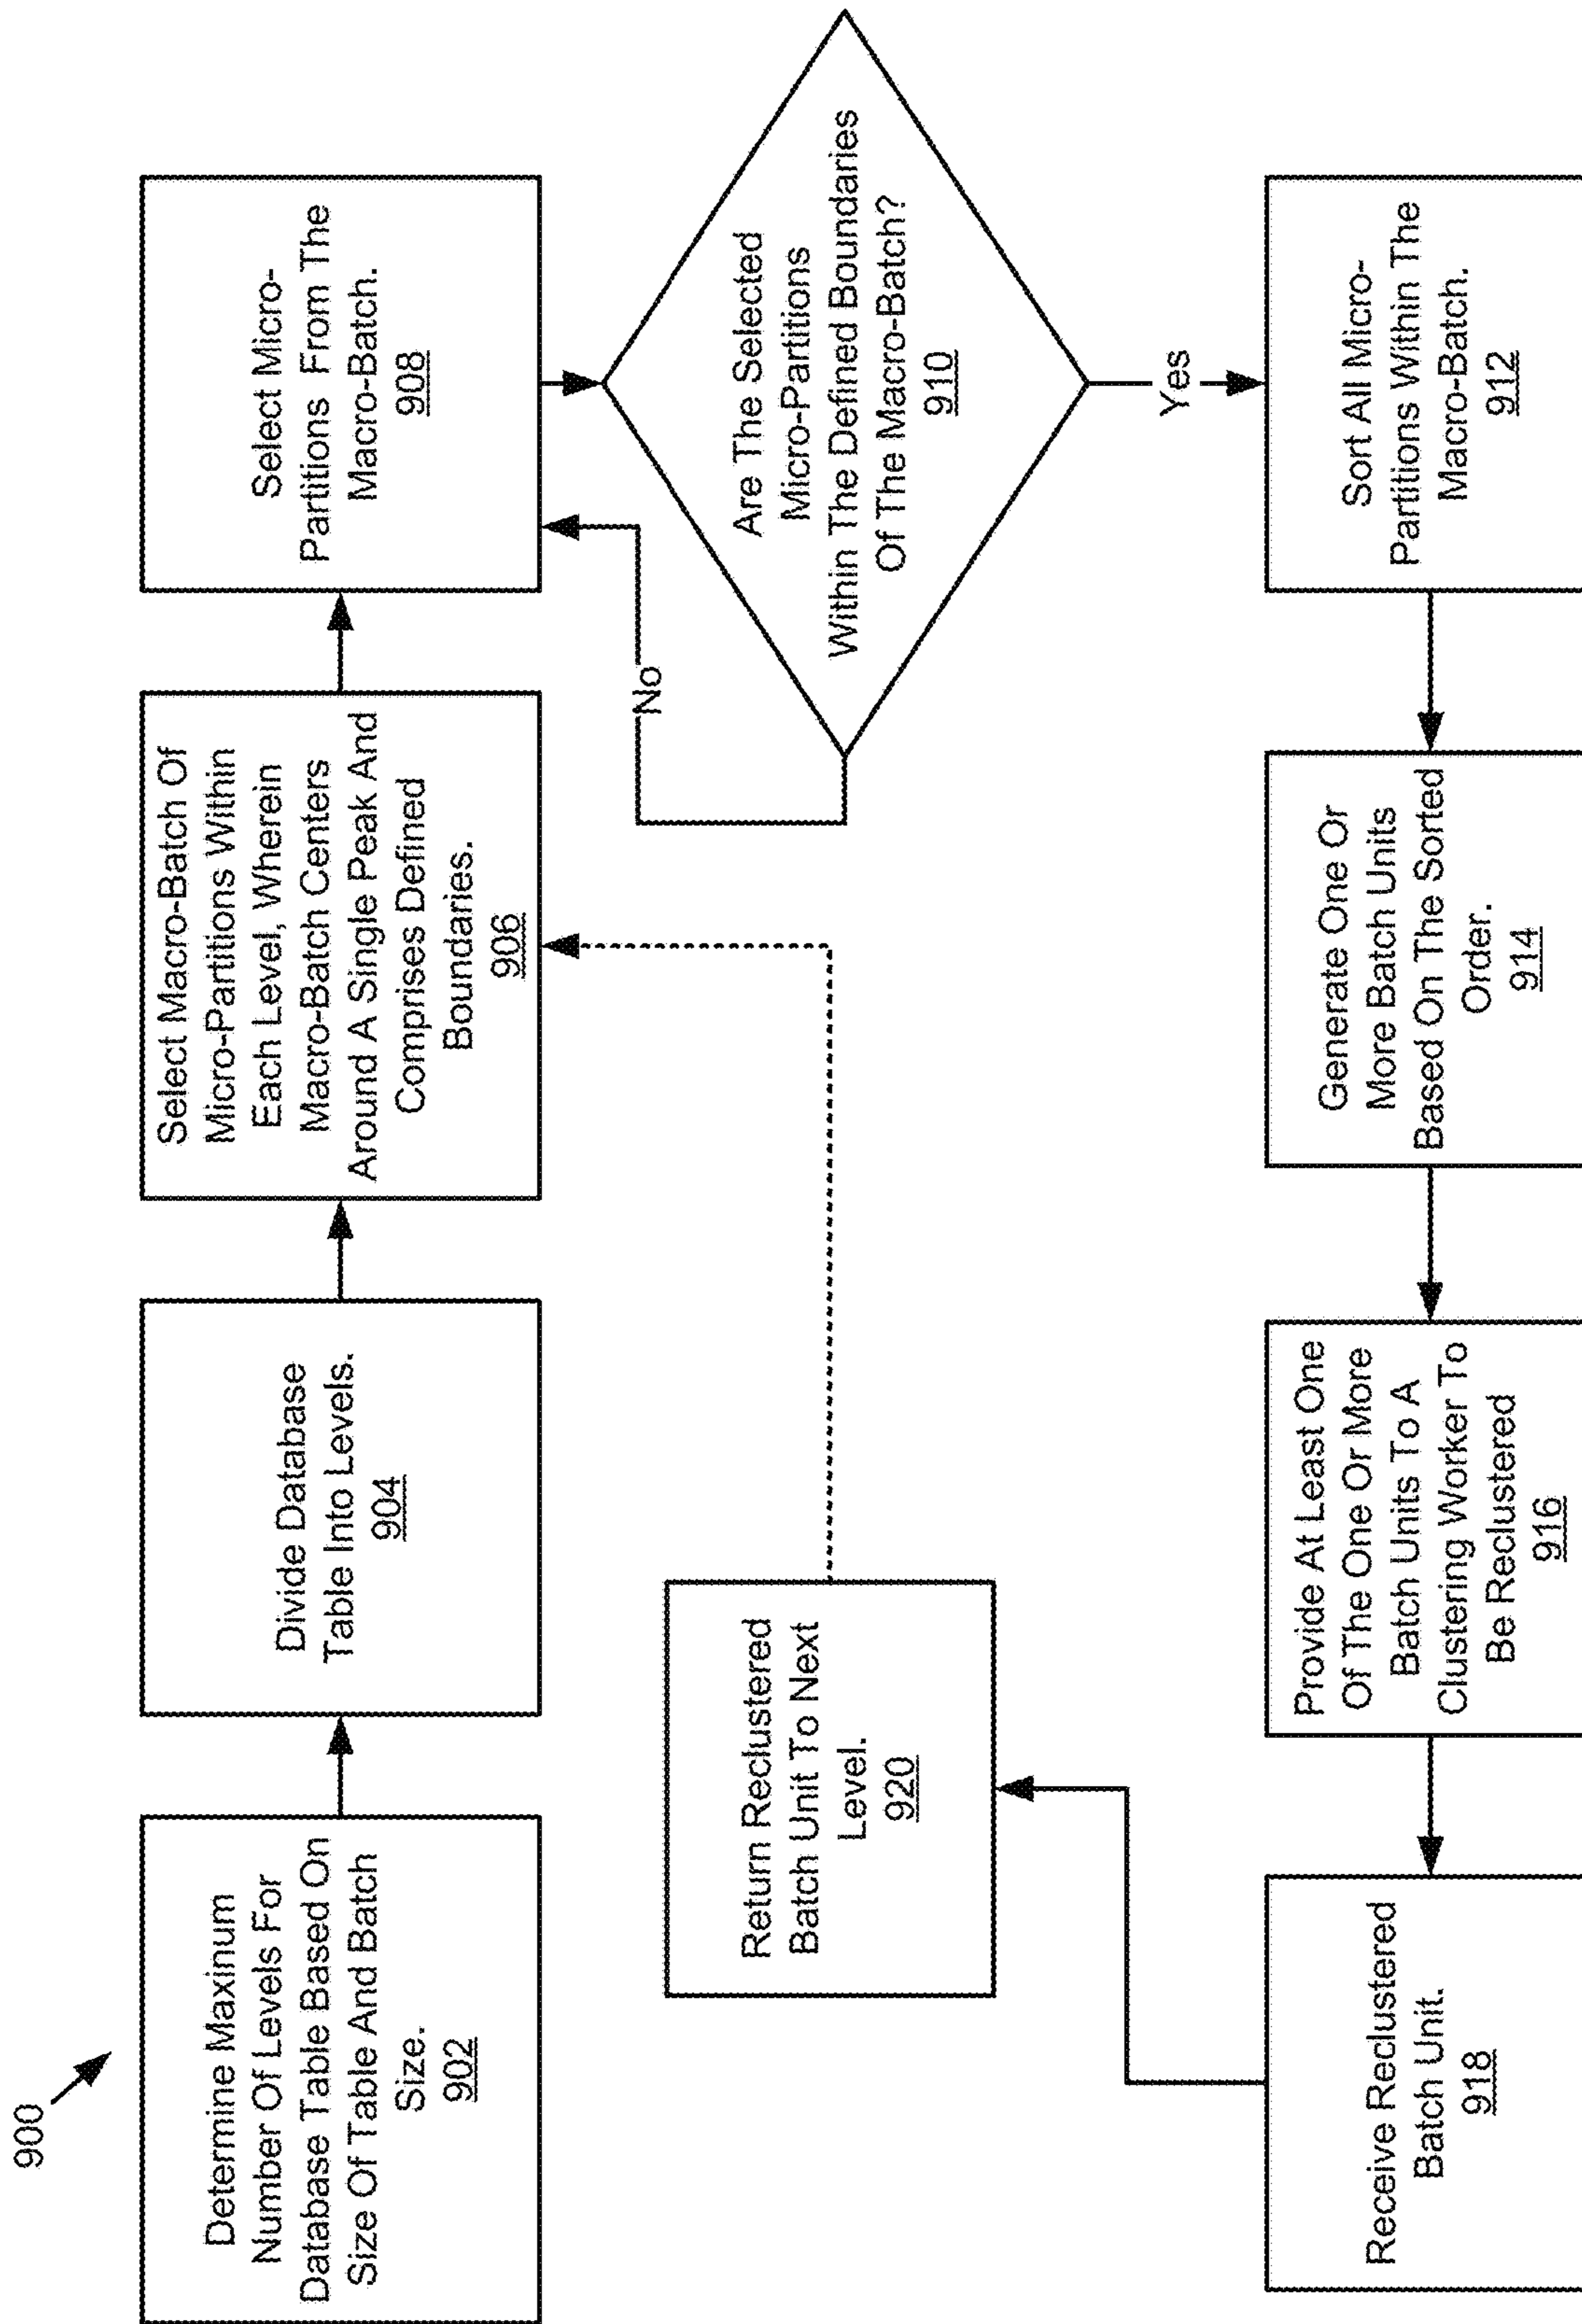 900
Determine Maxinum
Number Of Levels For
Database Table Based On
Size Of Table And Batch
Size.
902
Divide Database
Table Into Levels.
904
Select Macro-Batch Of
Micro-Partitions Within
Each Level, Wherein
Macro-Batch Centers
Around A Single Peak And
Comprises Defined
Boundaries.
906
Select Micro-
Partitions From The
Macro-Batch.
908
No
Are The Selected
Micro-Partitions
Within The Defined Boundaries
Of The Macro-Batch?
910
Yes
Sort All Micro-
Partitions Within The
Macro-Batch.
912
Generate One Or
More Batch Units
Based On The Sorted
Order.
914
Provide At Least One
Of The One Or More
Batch Units To A
Clustering Worker To
Be Reclustered
916
Receive Reclustered
Batch Unit.
918
Return Reclustered
Batch Unit To Next
Level.
920